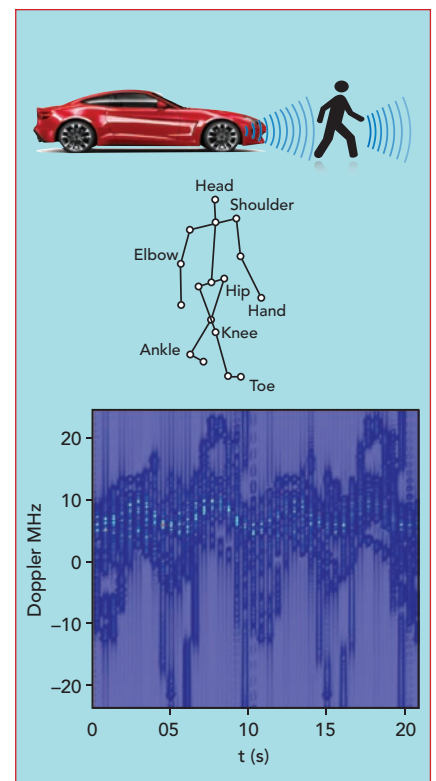 Head
Shoulder
Elbow
Hip
Hand
Knee
Ankle
Toe
Doppler MHz
20
10
0
–10
–20
0 05 10 15 20
t (s)